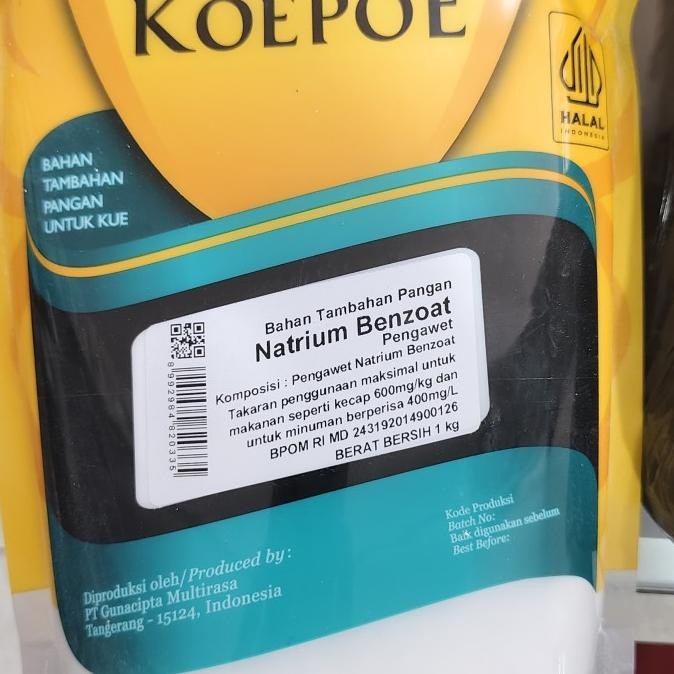 KOEPOE
HALAL
INDONESIA
BAHAN
TAMBAHAN
PANGAN
UNTUK KUE
Bahan Tambahan Pangan
Natrium Benzoat
Pengawet
Komposisi : Pengawet Natrium Benzoat
Takaran penggunaan maksimal untuk
makanan seperti kecap 600mg/kg dan
untuk minuman berperisa 400mg/L
BPOM RI MD 243192014900126
BERAT BERSIH 1 kg
8992984820335
Kode Produksi
Batch No:
Baik digunakan sebelum
Best Before:
Diproduksi oleh/Produced by :
PT Gunacipta Multirasa
Tangerang - 15124, Indonesia